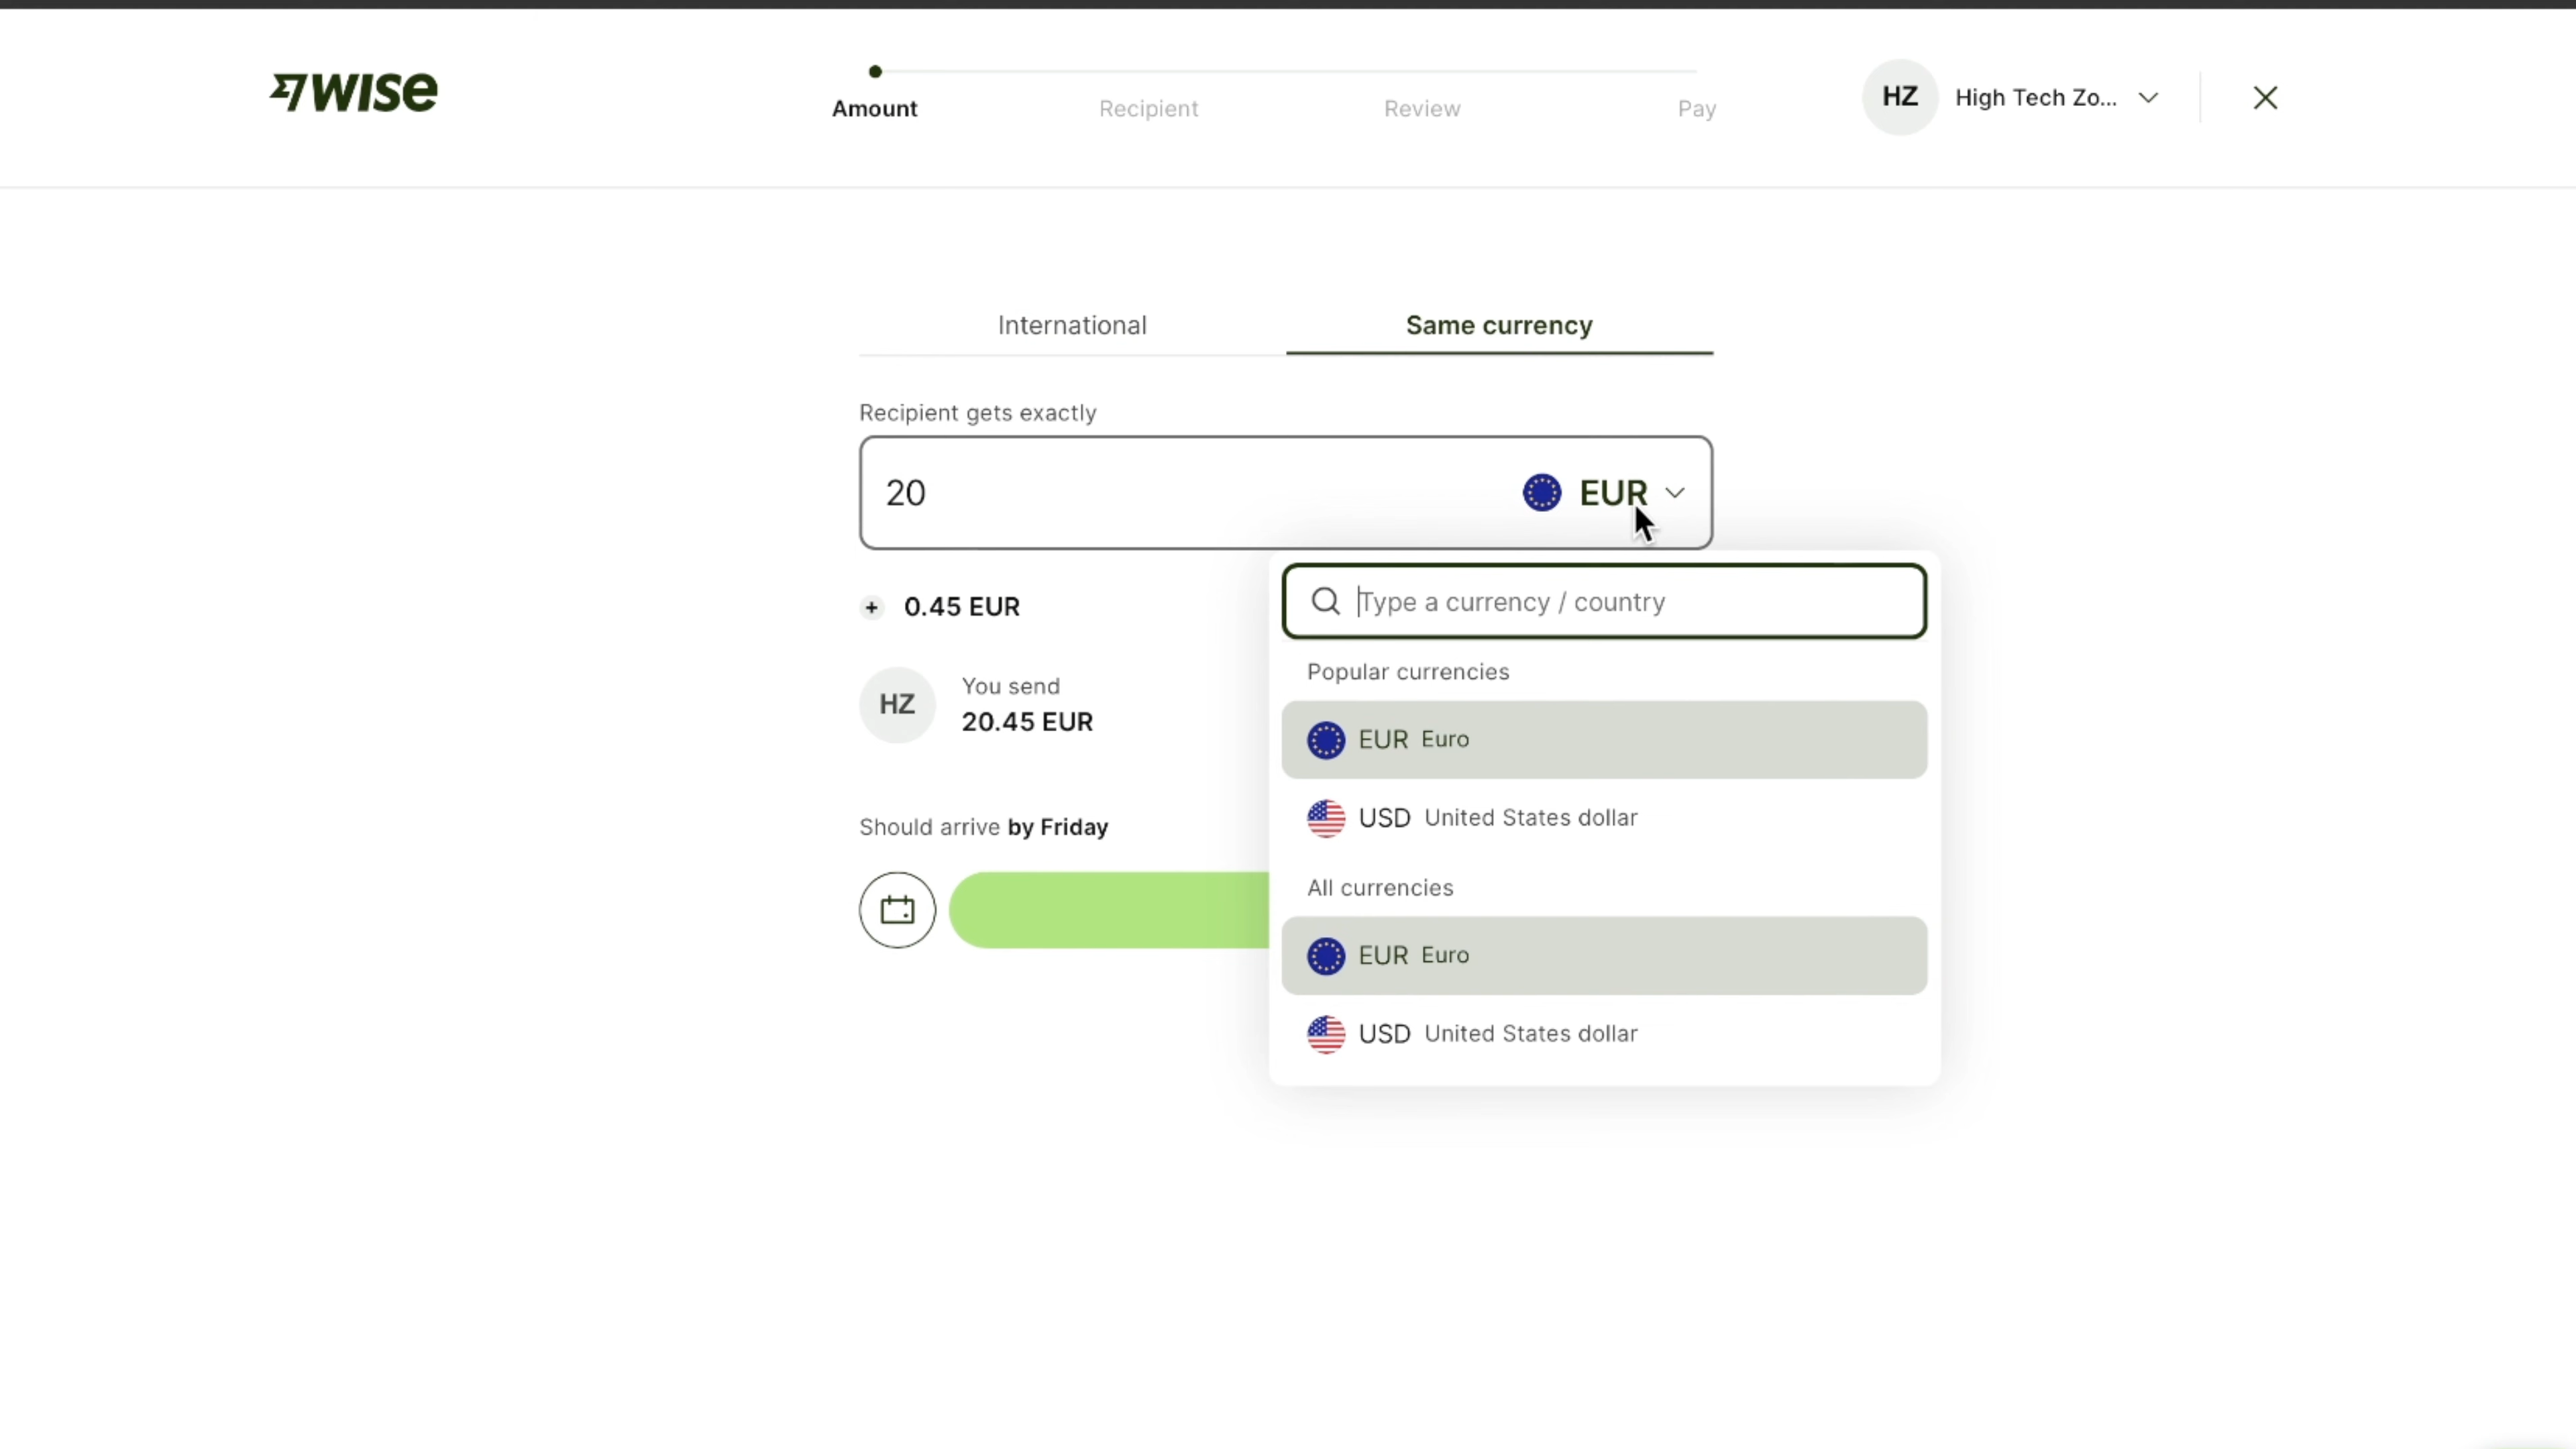 wise
Amount
Recipient
Review
Pay
HZ
High Tech Zo...
International
Same currency
Recipient gets exactly
20
EUR
+ 0.45 EUR
HZ
You send
20.45 EUR
Should arrive by Friday
Type a currency / country
Popular currencies
EUR Euro
USD United States dollar
All currencies
EUR Euro
USD United States dollar